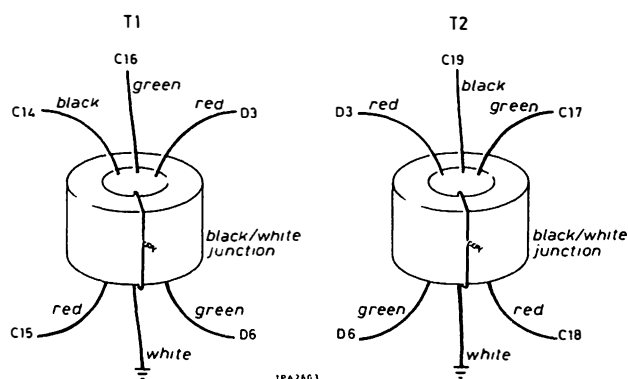 T1
T2
C16
C19
green
black
black
red
C14
D3
D3
red
green
C17
black/white
junction
black/white
junction
red
green
C15
D6
white
green
red
D6
C18
white